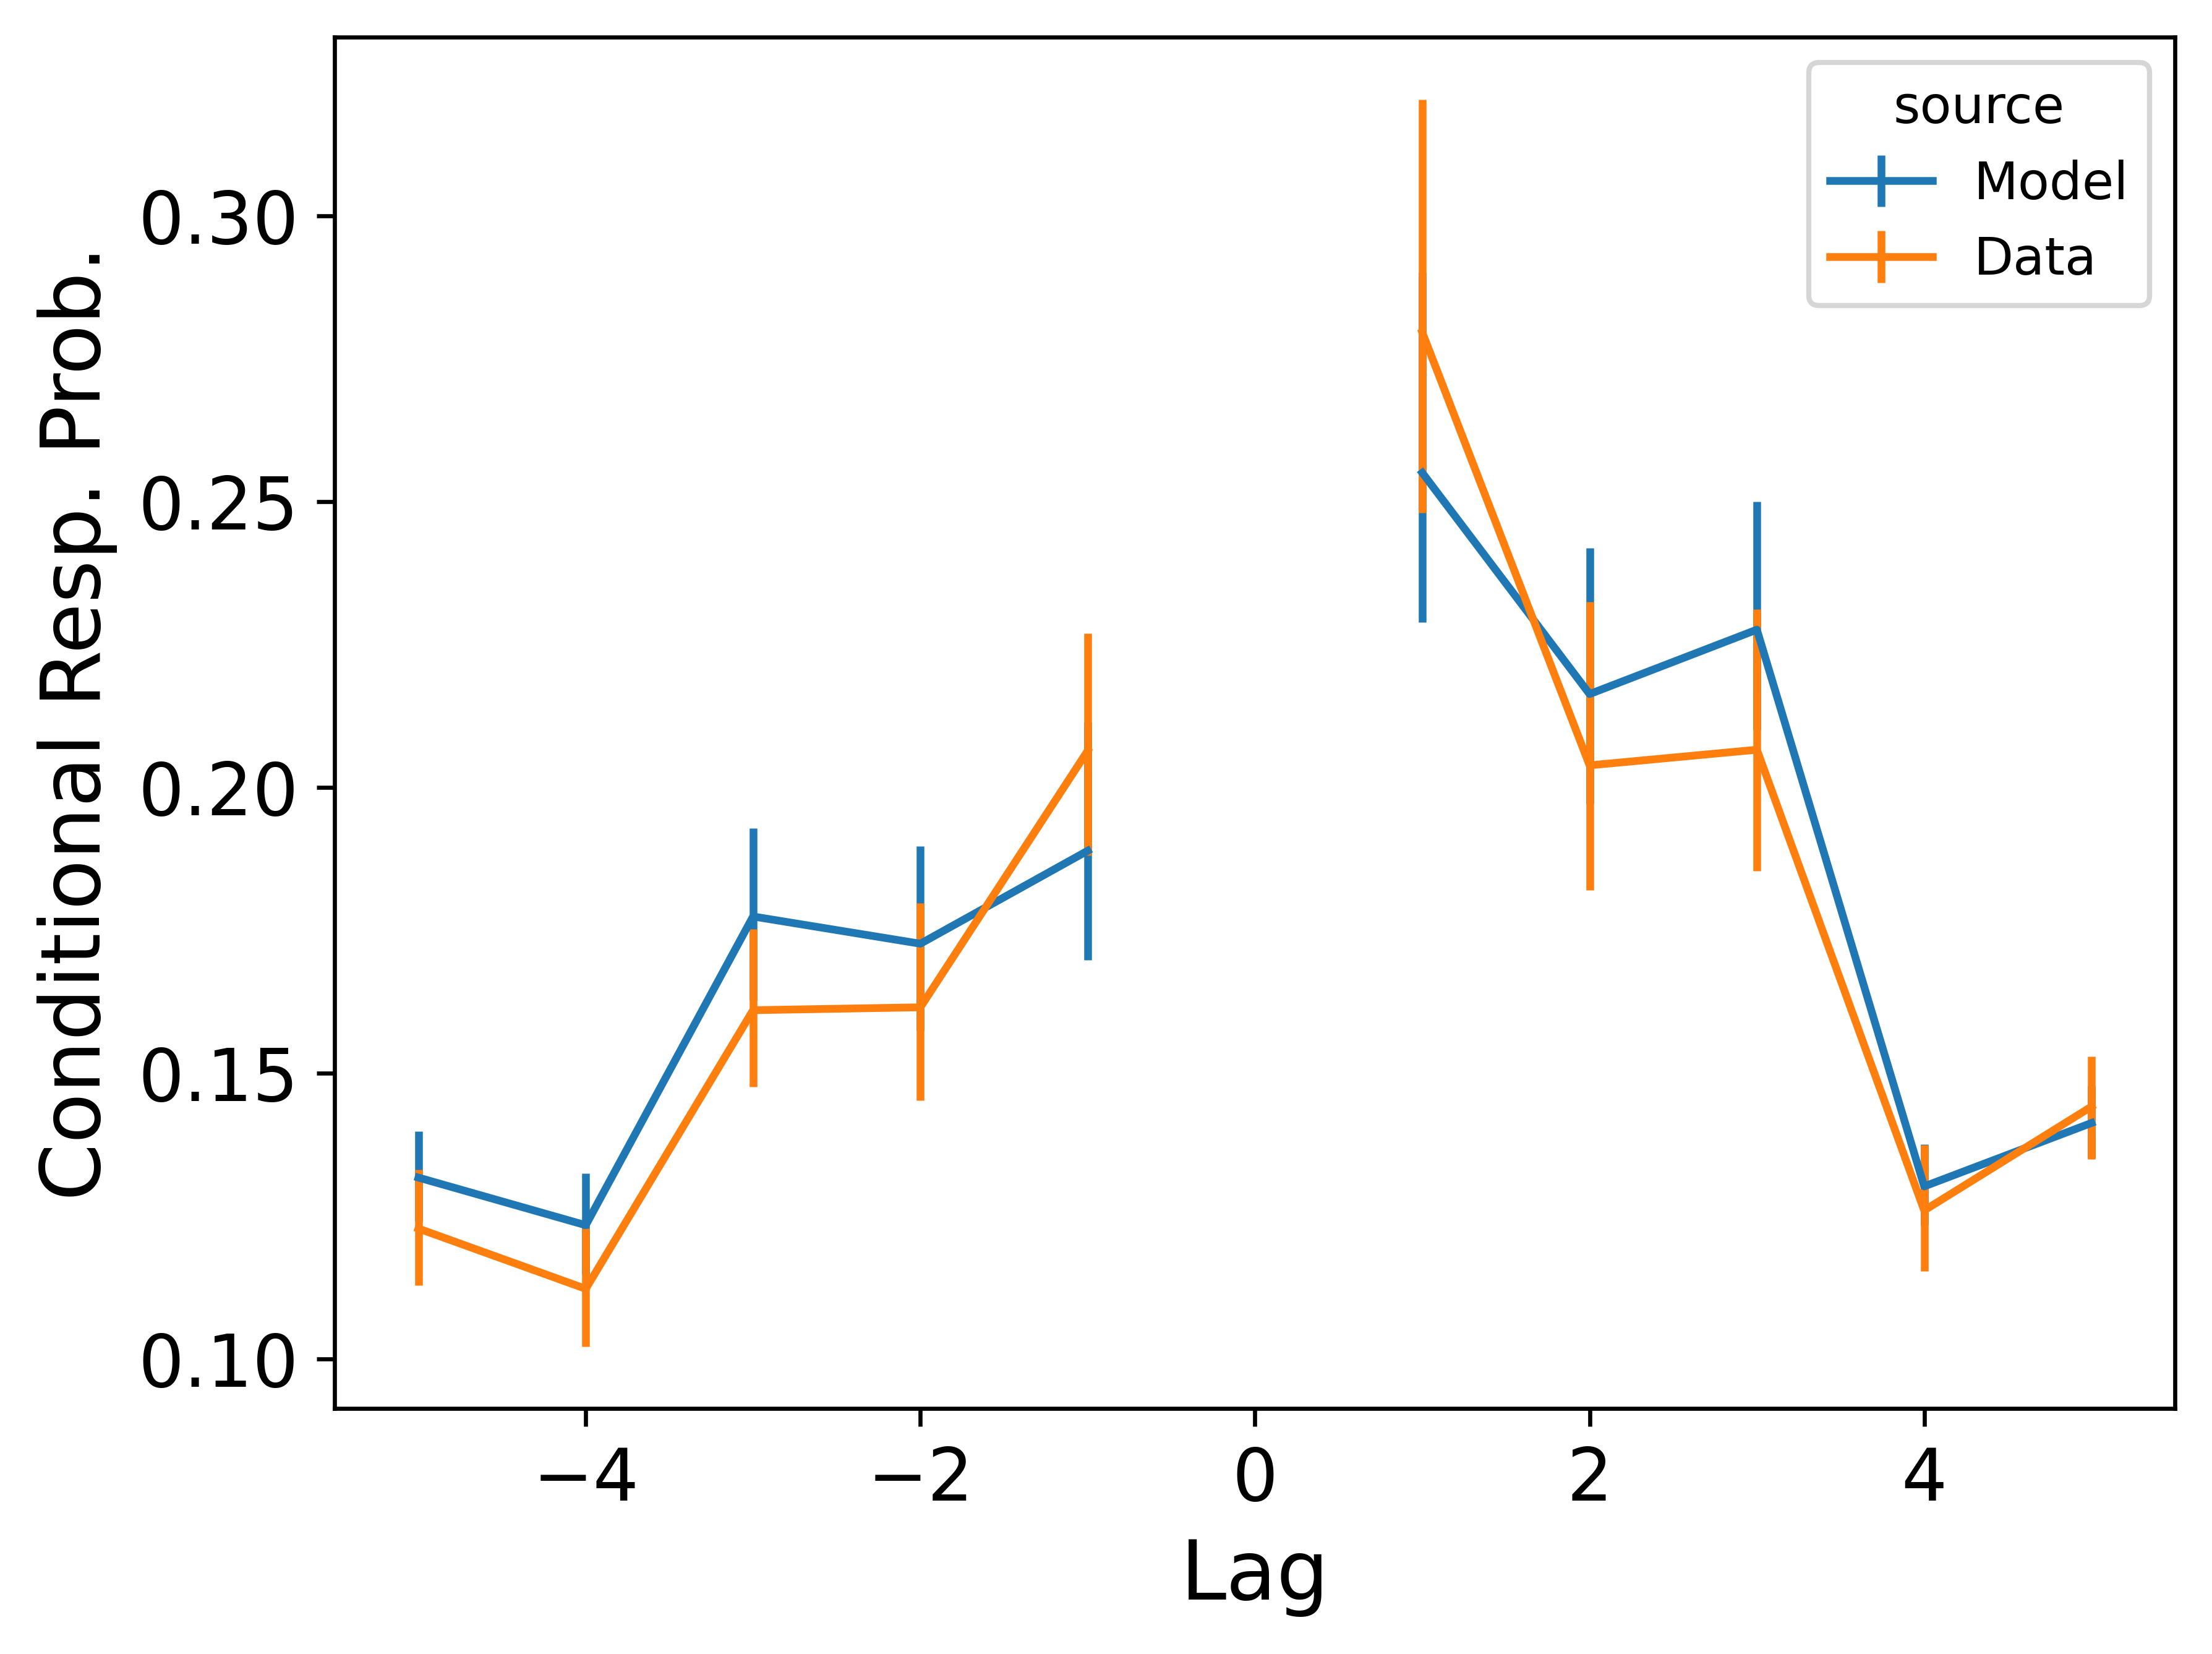 source
Model
Data
Conditional Resp. Prob.
0.30
0.25
0.20
0.15
0.10
−4 −2 0 2 4
Lag